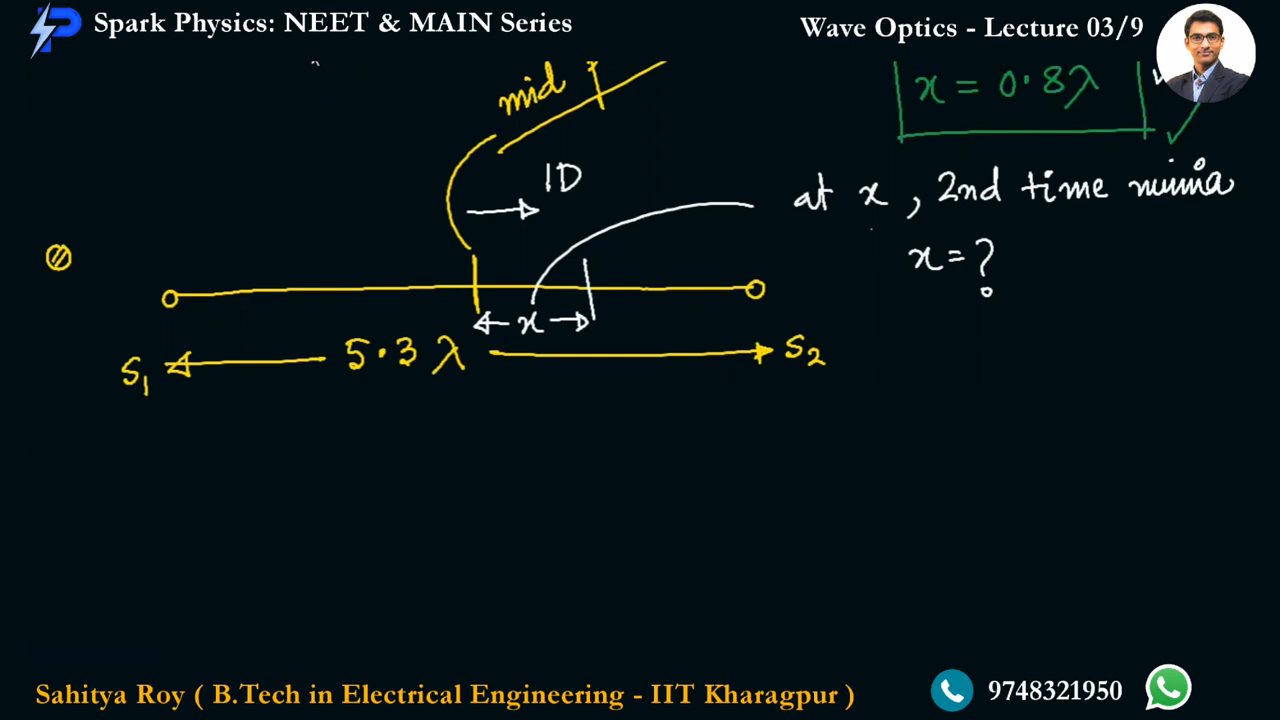 Spark Physics: NEET & MAIN Series
Wave Optics - Lecture 03/9
mid
x = 0.8λ
1D
at x, 2nd time minima
x = ?
x
5.3 λ
S1
S2
Sahitya Roy ( B.Tech in Electrical Engineering - IIT Kharagpur )
9748321950